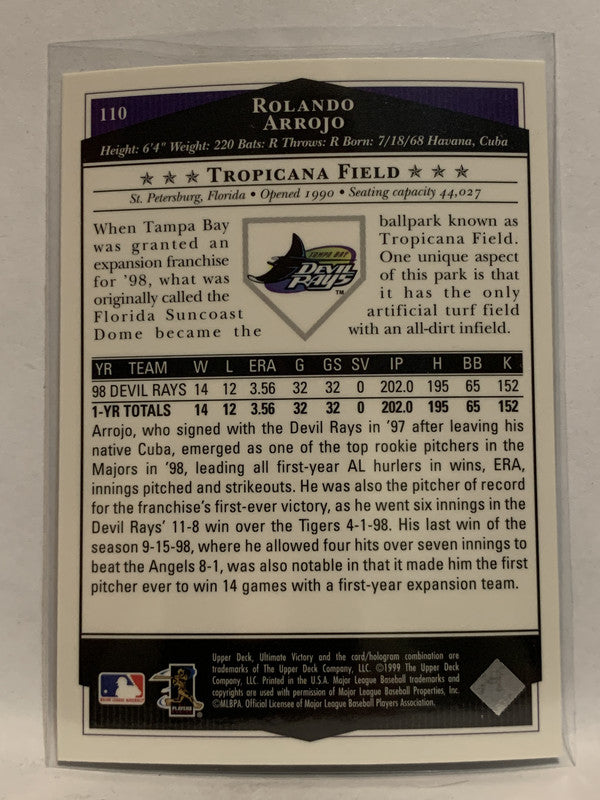 110
ROLANDO
ARROJO
Height: 6'4" Weight: 220 Bats: R Throws: R Born: 7/18/68 Havana, Cuba
★ ★ ★ TROPICANA FIELD ★ ★ ★
St. Petersburg, Florida • Opened 1990 • Seating capacity 44,027
When Tampa Bay
was granted an
expansion franchise
for '98, what was
originally called the
Florida Suncoast
Dome became the
TAMPA BAY
DEVIL
RAYS
TM
ballpark known as
Tropicana Field.
One unique aspect
of this park is that
it has the only
artificial turf field
with an all-dirt infield.
YR TEAM W L ERA G GS SV IP H BB K
98 DEVIL RAYS 14 12 3.56 32 32 0 202.0 195 65 152
1-YR TOTALS 14 12 3.56 32 32 0 202.0 195 65 152
Arrojo, who signed with the Devil Rays in '97 after leaving his
native Cuba, emerged as one of the top rookie pitchers in the
Majors in '98, leading all first-year AL hurlers in wins, ERA,
innings pitched and strikeouts. He was also the pitcher of record
for the franchise's first-ever victory, as he went six innings in the
Devil Rays' 11-8 win over the Tigers 4-1-98. His last win of the
season 9-15-98, where he allowed four hits over seven innings to
beat the Angels 8-1, was also notable in that it made him the first
pitcher ever to win 14 games with a first-year expansion team.
Upper Deck, Ultimate Victory and the card/hologram combination are
trademarks of The Upper Deck Company, LLC. ©1999 The Upper Deck
Company, LLC. Printed in the U.S.A. Major League Baseball trademarks and
copyrights are used with permission of Major League Baseball Properties, Inc.
©MLBPA. Official Licensee of Major League Baseball Players Association.
PLAYERS